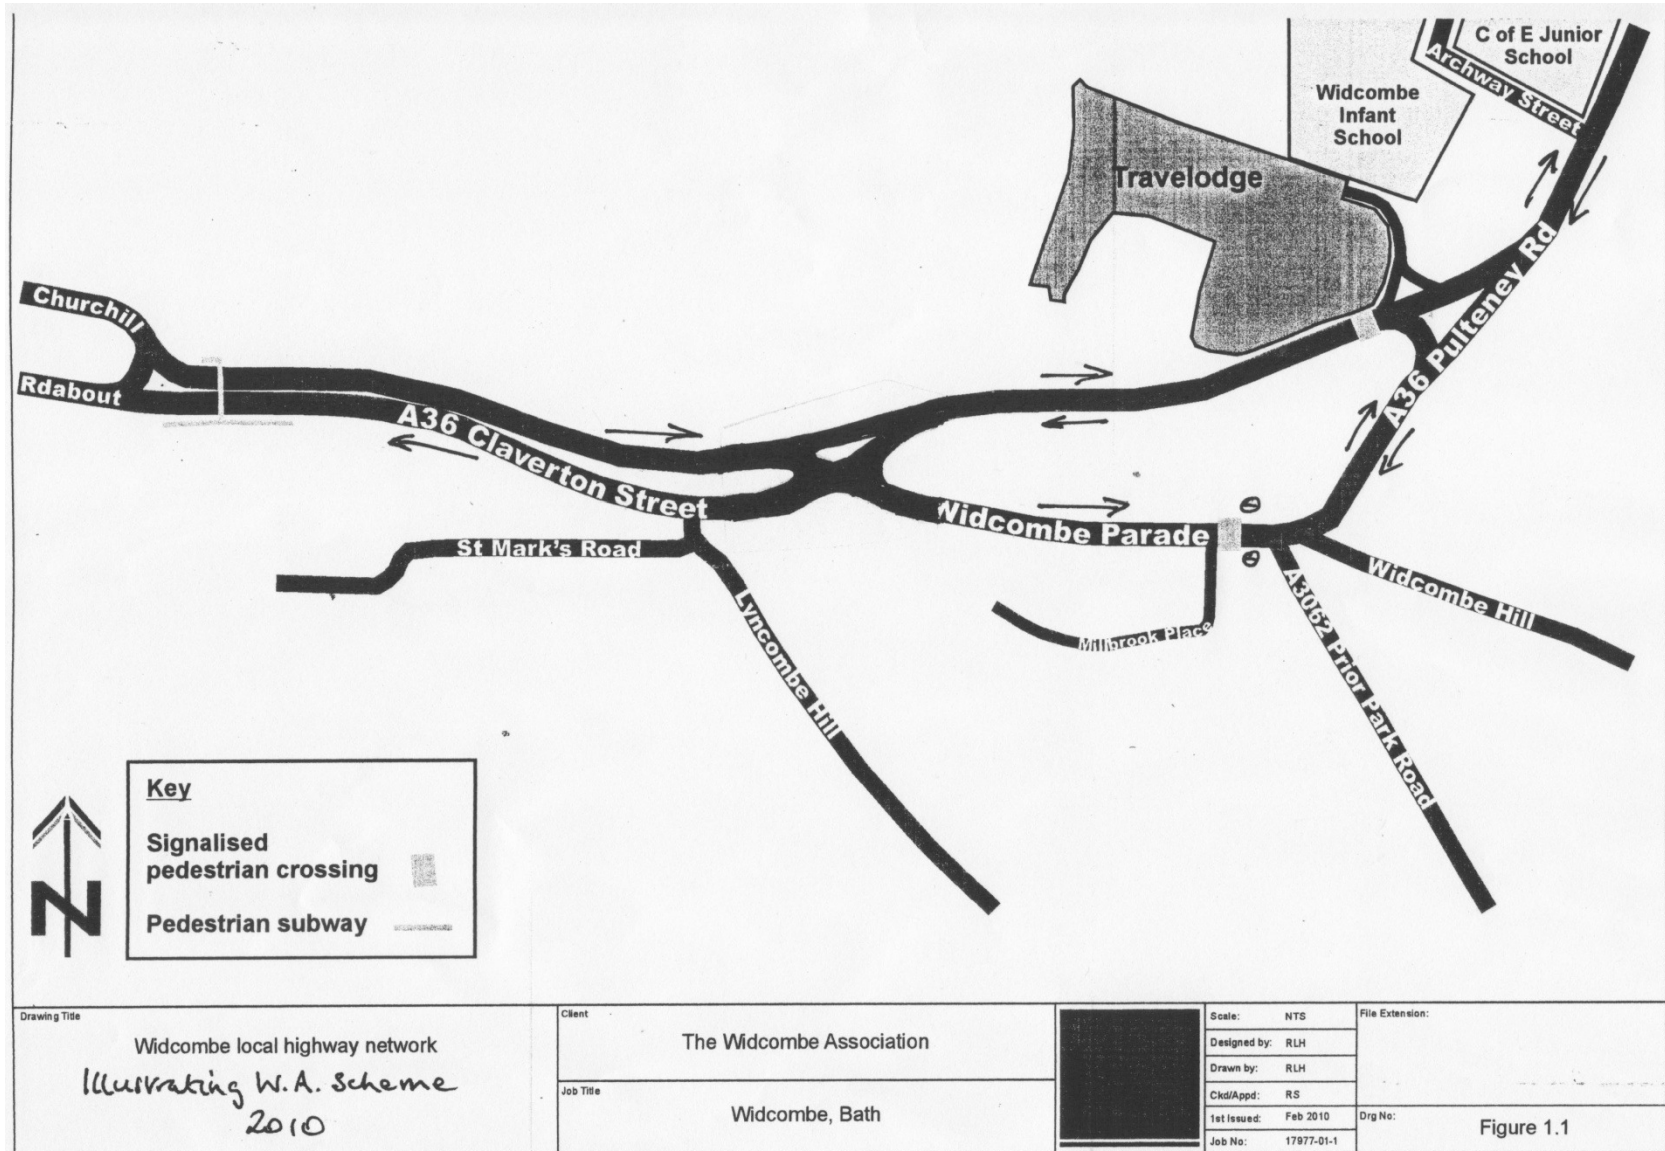 C of E Junior
School
Archway Street
Widcombe
Infant
School
Travelodge
A36 Pulteney Rd
Churchill
Rdabout
A36 Claverton Street
Widcombe Parade
St Mark's Road
Lyncombe Hill
Millbrook Place
Widcombe Hill
A3062 Prior Park Road
Key
Signalised
pedestrian crossing
Pedestrian subway
N
Drawing Title
Widcombe local highway network
Illustrating W.A. Scheme
2010
Client
The Widcombe Association
Job Title
Widcombe, Bath
Scale: NTS
Designed by: RLH
Drawn by: RLH
Ckd/Appd: RS
1st Issued: Feb 2010
Job No: 17977-01-1
File Extension:
Drg No:
Figure 1.1